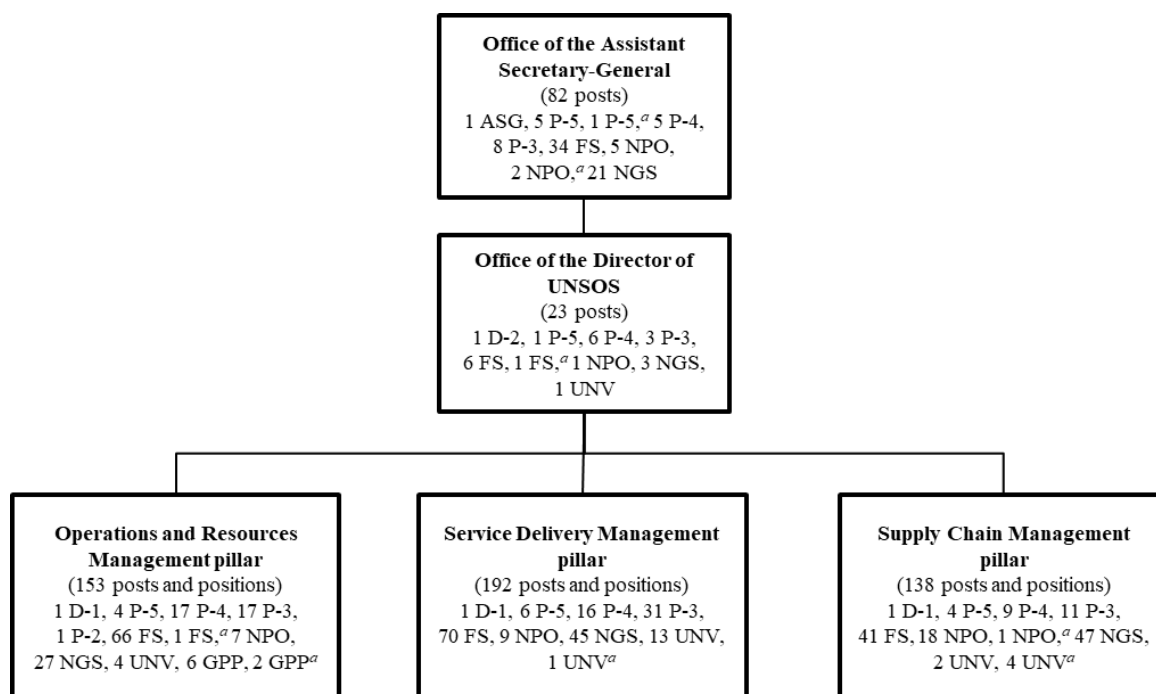 Office of the Assistant
Secretary-General
(82 posts)
1 ASG, 5 P-5, 1 P-5,ᵃ 5 P-4,
8 P-3, 34 FS, 5 NPO,
2 NPO,ᵃ 21 NGS
Office of the Director of
UNSOS
(23 posts)
1 D-2, 1 P-5, 6 P-4, 3 P-3,
6 FS, 1 FS,ᵃ 1 NPO, 3 NGS,
1 UNV
Operations and Resources
Management pillar
(153 posts and positions)
1 D-1, 4 P-5, 17 P-4, 17 P-3,
1 P-2, 66 FS, 1 FS,ᵃ 7 NPO,
27 NGS, 4 UNV, 6 GPP, 2 GPPᵃ
Service Delivery Management
pillar
(192 posts and positions)
1 D-1, 6 P-5, 16 P-4, 31 P-3,
70 FS, 9 NPO, 45 NGS, 13 UNV,
1 UNVᵃ
Supply Chain Management
pillar
(138 posts and positions)
1 D-1, 4 P-5, 9 P-4, 11 P-3,
41 FS, 18 NPO, 1 NPO,ᵃ 47 NGS,
2 UNV, 4 UNVᵃ